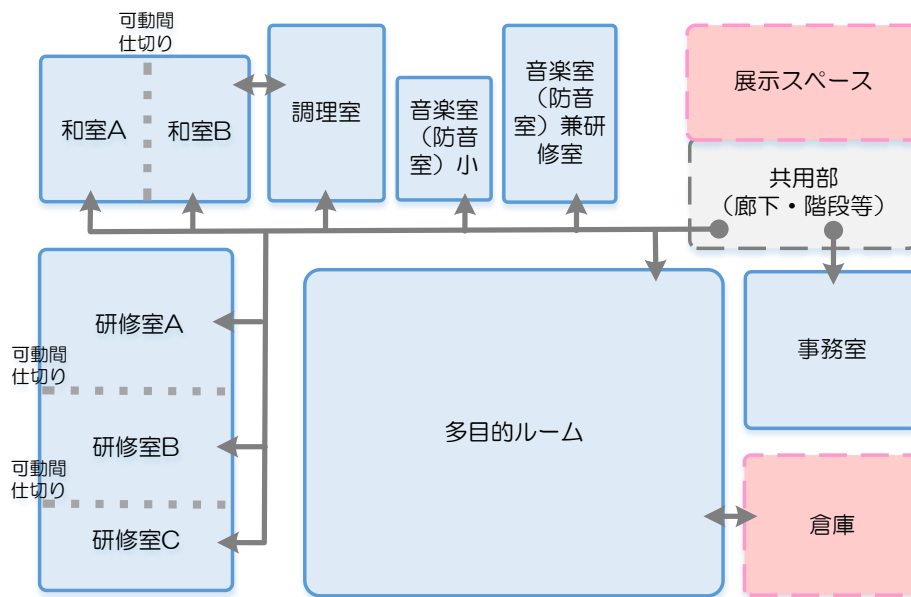 可動間
仕切り
和室A
和室B
調理室
音楽室
（防音
室）小
音楽室
（防音
室）兼研
修室
展示スペース
共用部
（廊下・階段等）
研修室A
可動間
仕切り
研修室B
可動間
仕切り
研修室C
多目的ルーム
事務室
倉庫